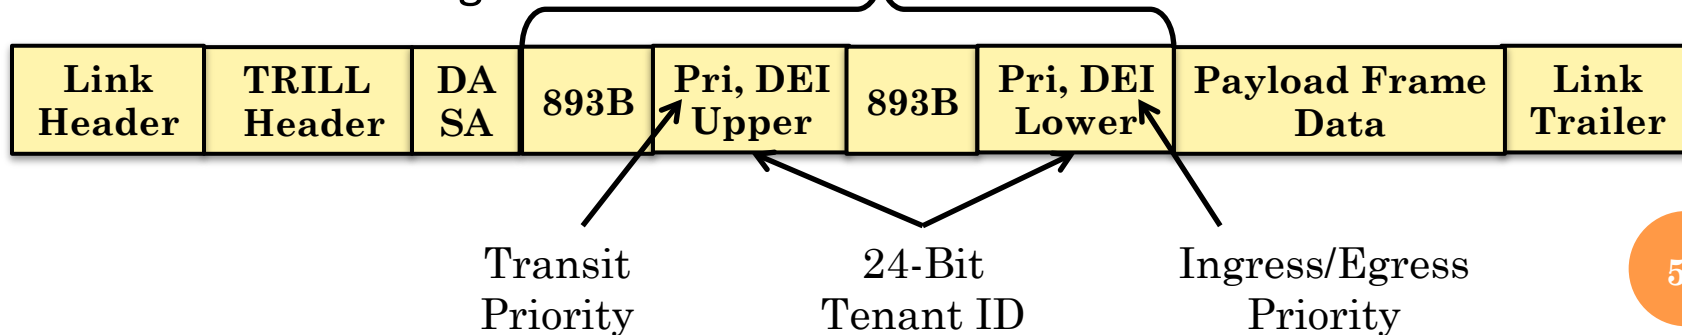 Link Header
TRILL Header
DA SA
893B
Pri, DEI Upper
893B
Pri, DEI Lower
Payload Frame Data
Link Trailer
Transit Priority
24-Bit Tenant ID
Ingress/Egress Priority
5